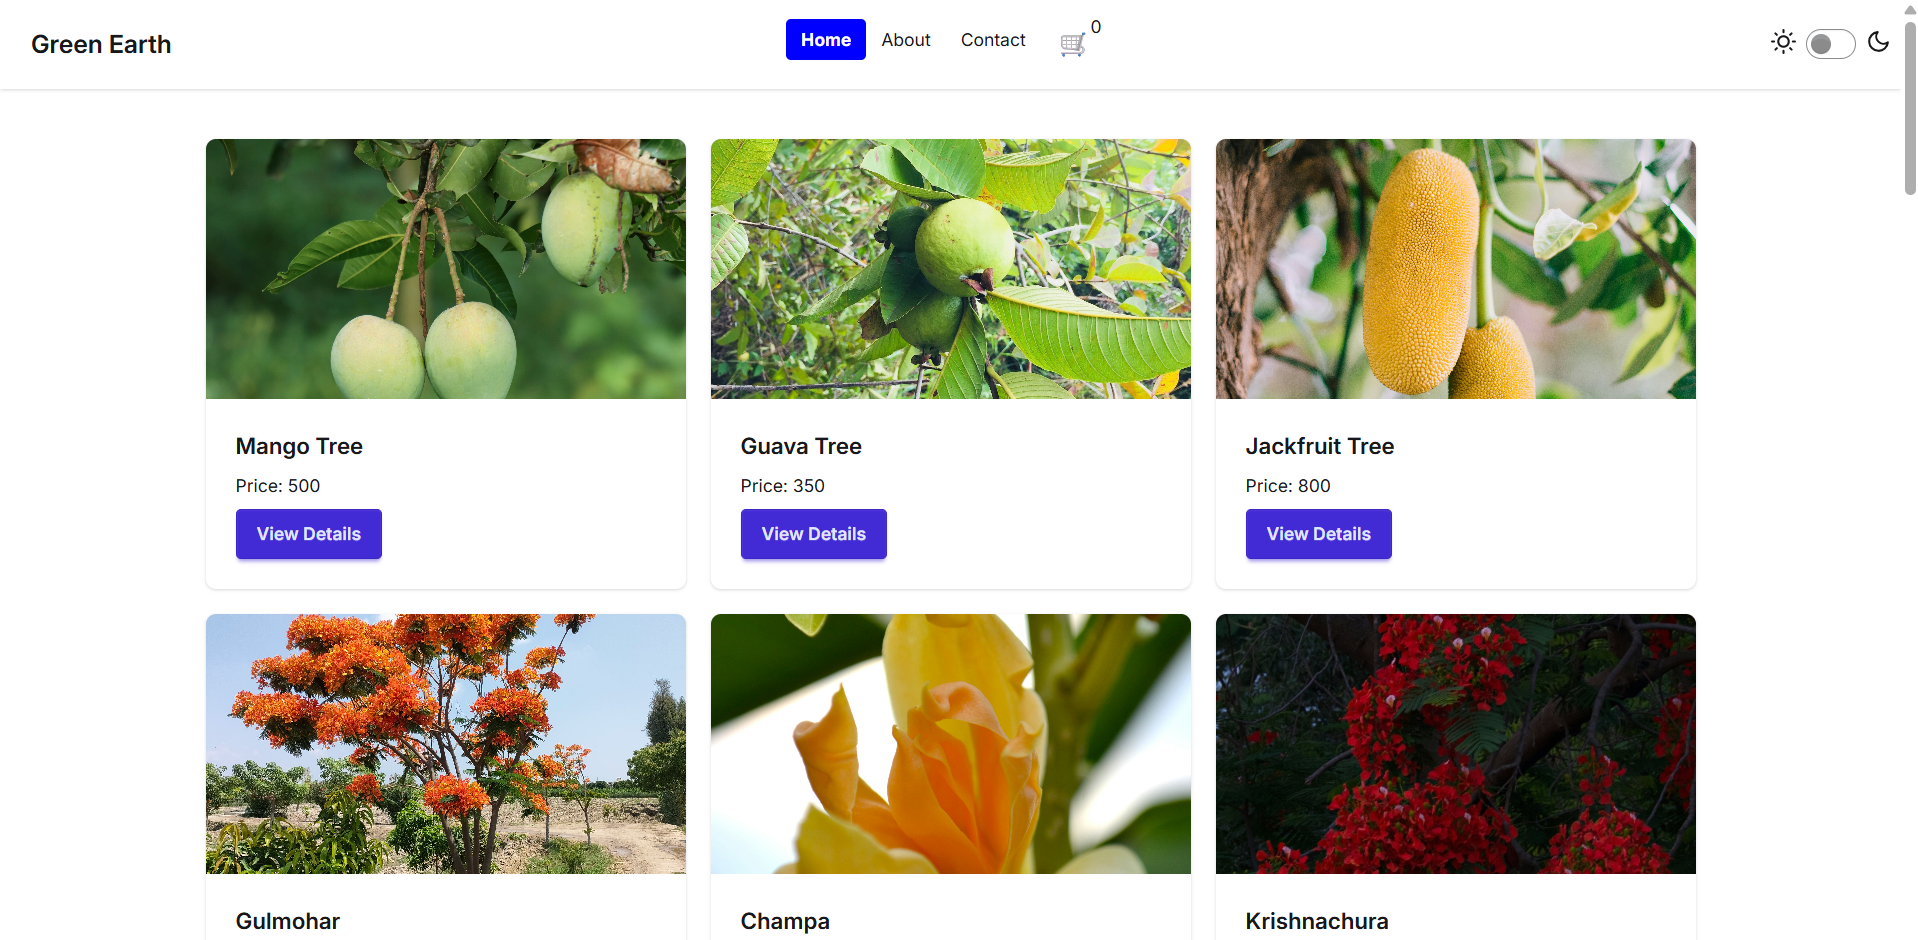 Green Earth
Home About Contact 0
Mango Tree
Price: 500
View Details
Guava Tree
Price: 350
View Details
Jackfruit Tree
Price: 800
View Details
Gulmohar
Champa
Krishnachura